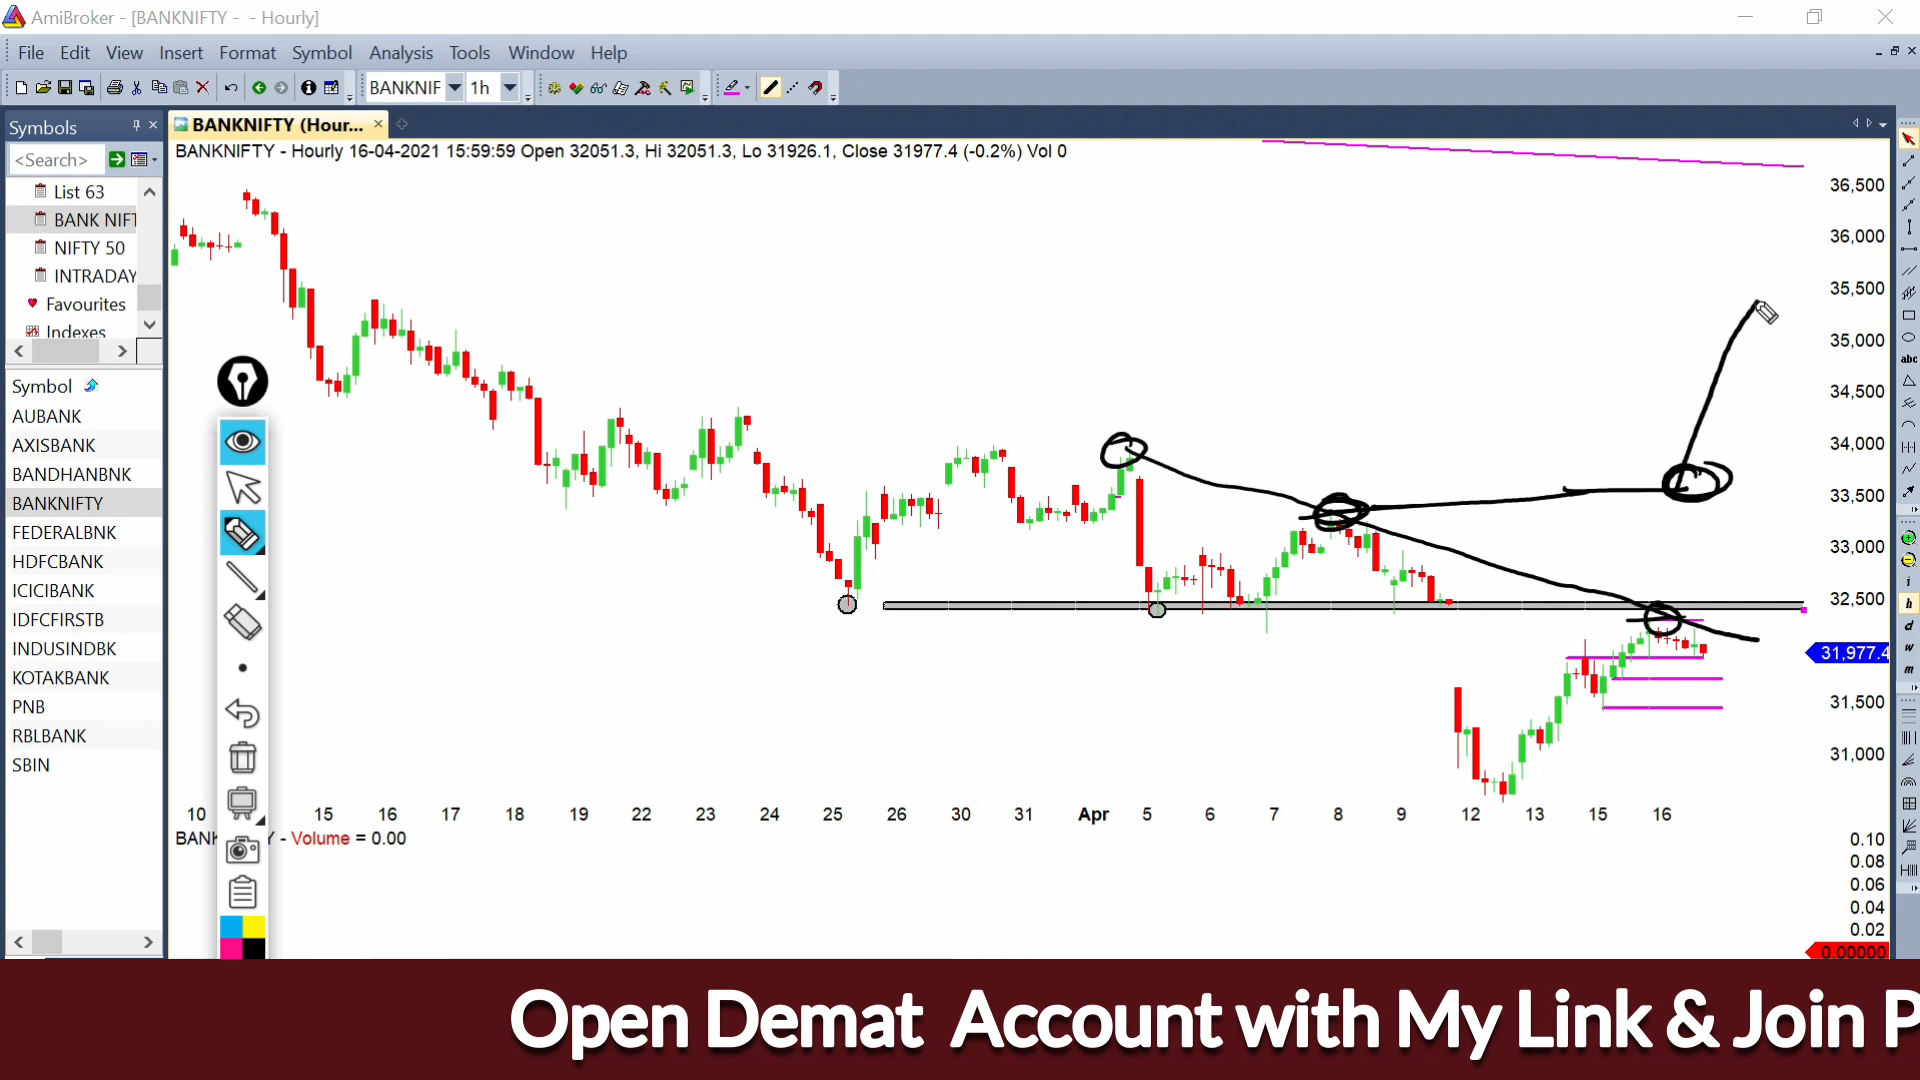 AmiBroker - [BANKNIFTY - - Hourly]
File Edit View Insert Format Symbol Analysis Tools Window Help
BANKNIF 1h
Symbols
BANKNIFTY (Hour...
<Search>
BANKNIFTY - Hourly 16-04-2021 15:59:59 Open 32051.3, Hi 32051.3, Lo 31926.1, Close 31977.4 (-0.2%) Vol 0
List 63
BANK NIFT
NIFTY 50
INTRADAY
Favourites
Indexes
Symbol
AUBANK
AXISBANK
BANDHANBNK
BANKNIFTY
FEDERALBNK
HDFCBANK
ICICIBANK
IDFCFIRSTB
INDUSINDBK
KOTAKBANK
PNB
RBLBANK
SBIN
36,500
36,000
35,500
35,000
34,500
34,000
33,500
33,000
32,500
31,977.4
31,500
31,000
10 15 16 17 18 19 22 23 24 25 26 30 31 Apr 5 6 7 8 9 12 13 15 16
BANK Y - Volume = 0.00
0.10
0.08
0.06
0.04
0.02
0.00000
abc
i
h
d
w
m
Open Demat Account with My Link & Join P